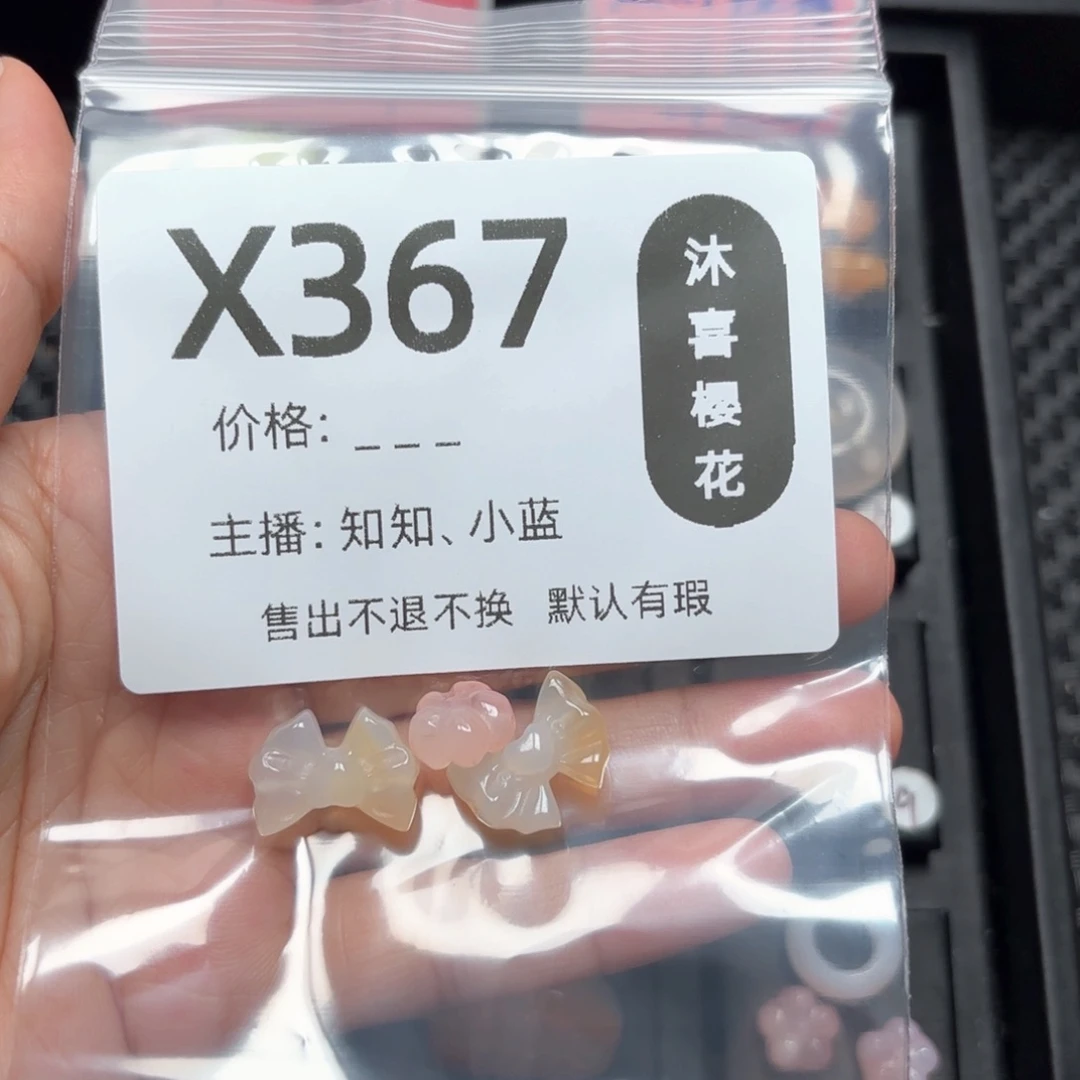 X367
沐喜樱花
价格: _ _ _
主播: 知知、小蓝
售出不退不换 默认有瑕
9